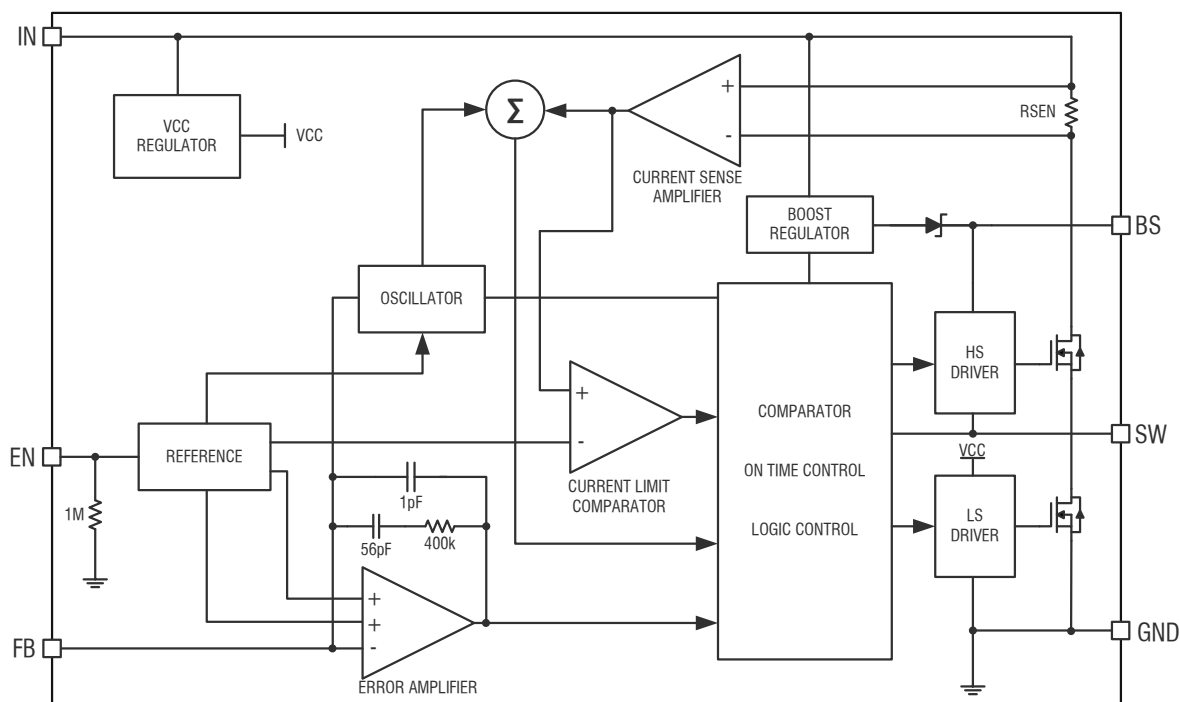 IN
+
-
RSEN
Σ
VCC
REGULATOR
VCC
CURRENT SENSE
AMPLIFIER
BOOST
REGULATOR
BS
OSCILLATOR
HS
DRIVER
+
-
CURRENT LIMIT
COMPARATOR
COMPARATOR
ON TIME CONTROL
LOGIC CONTROL
SW
VCC
LS
DRIVER
EN
REFERENCE
1M
1pF
56pF
400k
+
+
-
FB
ERROR AMPLIFIER
GND